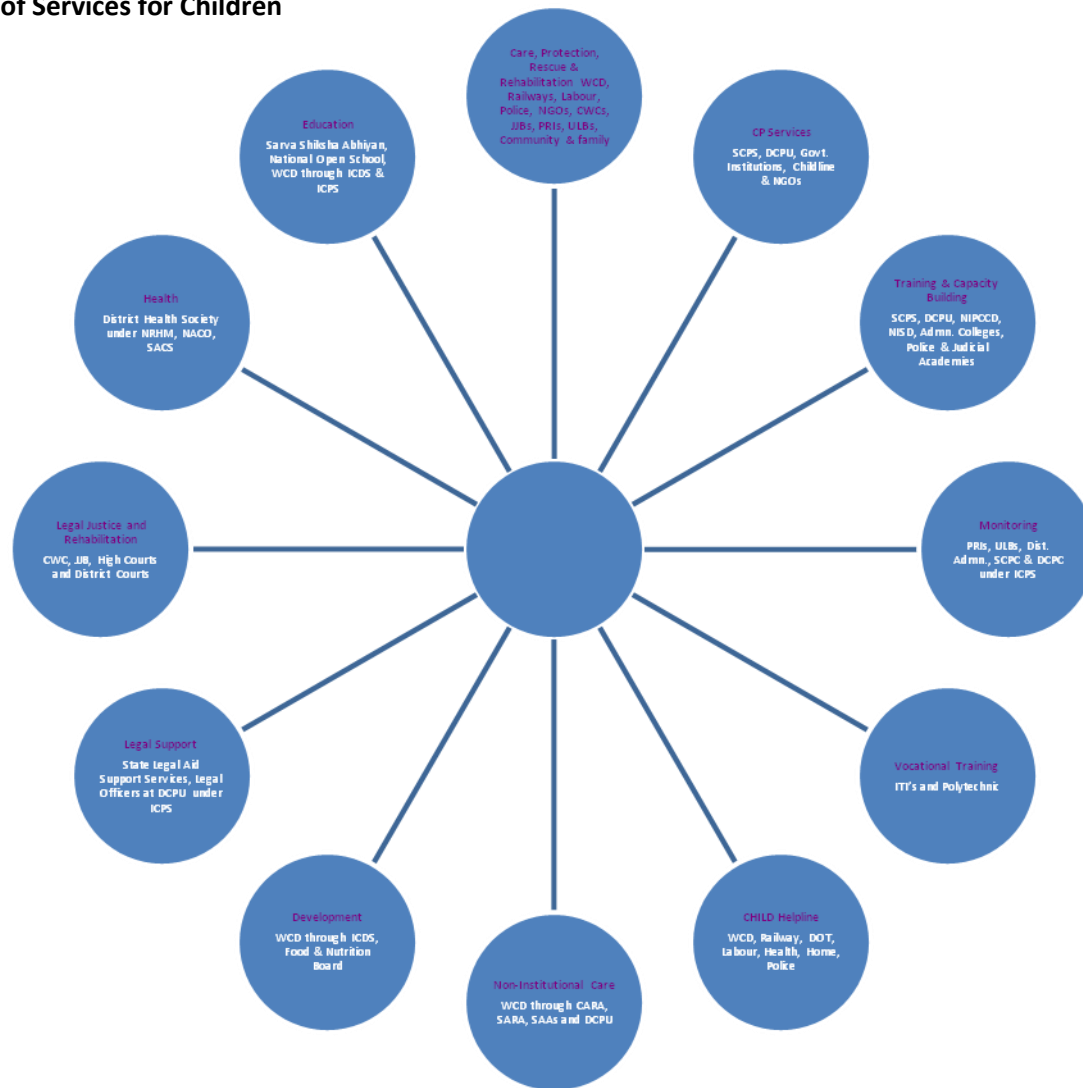 of Services for Children
Care, Protection,
Rescue &
Rehabilitation WCD,
Railways, Labour,
Police, NGOs, CWCs,
JJBs, PRIs, ULBs,
Community & family
CP Services
SCPS, DCPU, Govt.
Institutions, Childline
& NGOs
Training & Capacity
Building
SCPS, DCPU, NIPCCD,
NISD, Admn. Colleges,
Police & Judicial
Academies
Monitoring
PRIs, ULBs, Dist.
Admn., SCPC & DCPC
under ICPS
Vocational Training
ITI's and Polytechnic
CHILD Helpline
WCD, Railway, DOT,
Labour, Health, Home,
Police
Non-Institutional Care
WCD through CARA,
SARA, SAAs and DCPU
Development
WCD through ICDS,
Food & Nutrition
Board
Legal Support
State Legal Aid
Support Services, Legal
Officers at DCPU under
ICPS
Legal Justice and
Rehabilitation
CWC, JJB, High Courts
and District Courts
Health
District Health Society
under NRHM, NACO,
SACS
Education
Sarva Shiksha Abhiyan,
National Open School,
WCD through ICDS &
ICPS